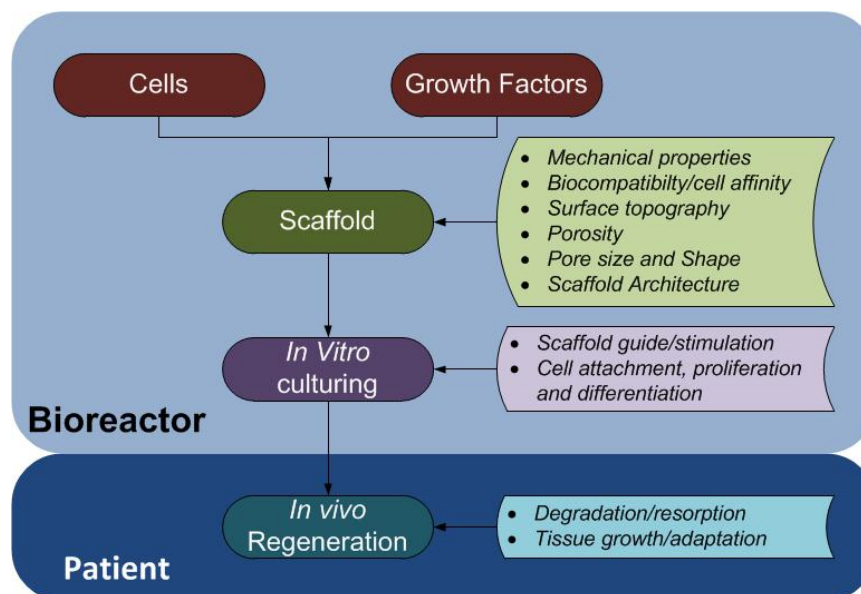 Cells
Growth Factors
• Mechanical properties
• Biocompatibilty/cell affinity
• Surface topography
• Porosity
• Pore size and Shape
• Scaffold Architecture
Scaffold
In Vitro
culturing
• Scaffold guide/stimulation
• Cell attachment, proliferation
and differentiation
Bioreactor
In vivo
Regeneration
• Degradation/resorption
• Tissue growth/adaptation
Patient